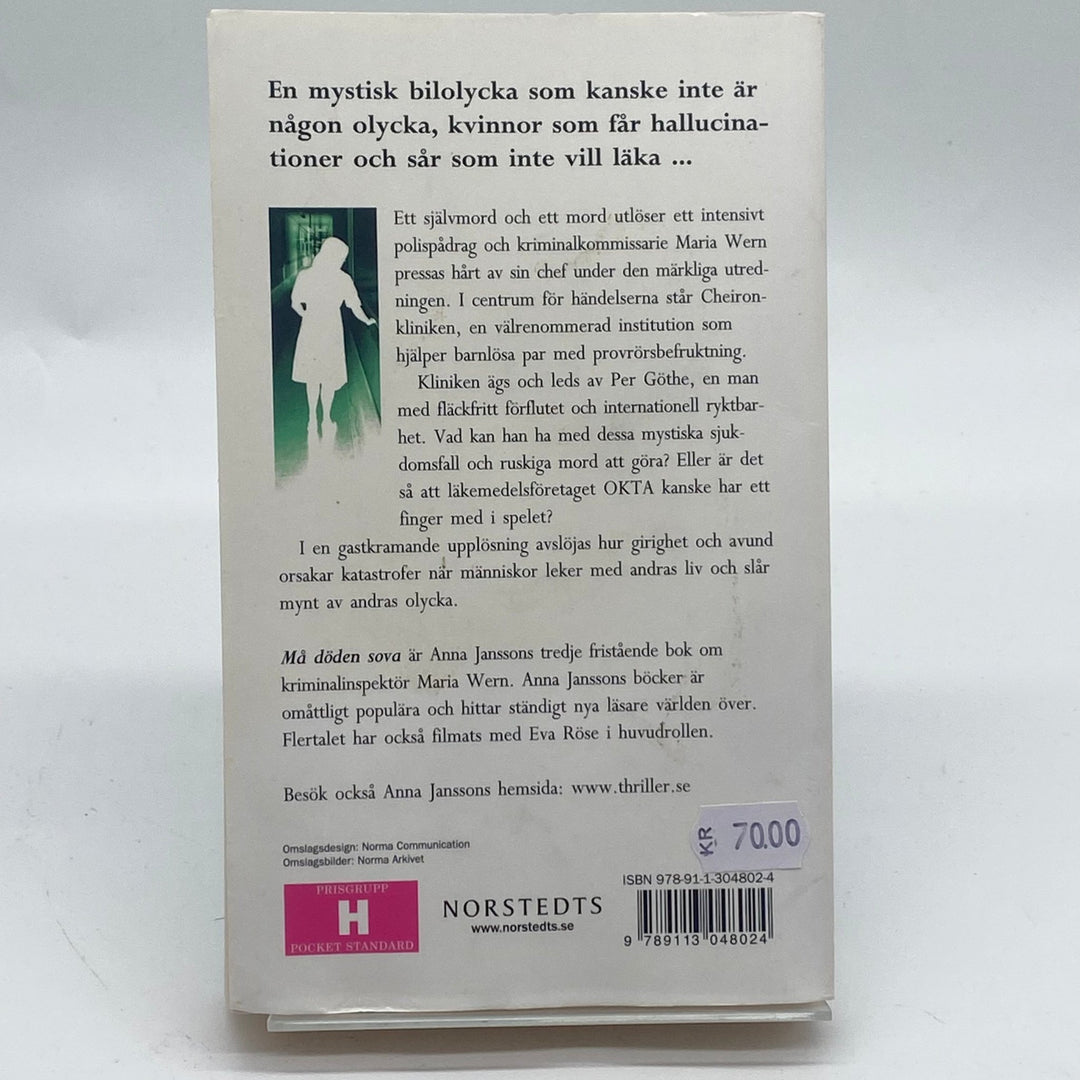 En mystisk bilolycka som kanske inte är
någon olycka, kvinnor som får hallucina-
tioner och sår som inte vill läka ...
Ett självmord och ett mord utlöser ett intensivt
polispådrag och kriminalkommissarie Maria Wern
pressas hårt av sin chef under den märkliga utred-
ningen. I centrum för händelserna står Cheiron-
kliniken, en välrenommerad institution som
hjälper barnlösa par med provrörsbefruktning.
Kliniken ägs och leds av Per Göthe, en man
med fläckfritt förflutet och internationell ryktbar-
het. Vad kan han ha med dessa mystiska sjuk-
domsfall och ruskiga mord att göra? Eller är det
så att läkemedelsföretaget OKTA kanske har ett
finger med i spelet?
I en gastkramande upplösning avslöjas hur girighet och avund
orsakar katastrofer när människor leker med andras liv och slår
mynt av andras olycka.
Må döden sova är Anna Janssons tredje fristående bok om
kriminalinspektör Maria Wern. Anna Janssons böcker är
omåttligt populära och hittar ständigt nya läsare världen över.
Flertalet har också filmats med Eva Röse i huvudrollen.
Besök också Anna Janssons hemsida: www.thriller.se
KR 70.00
Omslagsdesign: Norma Communication
Omslagsbilder: Norma Arkivet
PRISGRUPP
H
POCKET STANDARD
NORSTEDTS
www.norstedts.se
ISBN 978-91-1-304802-4
9 789113 048024